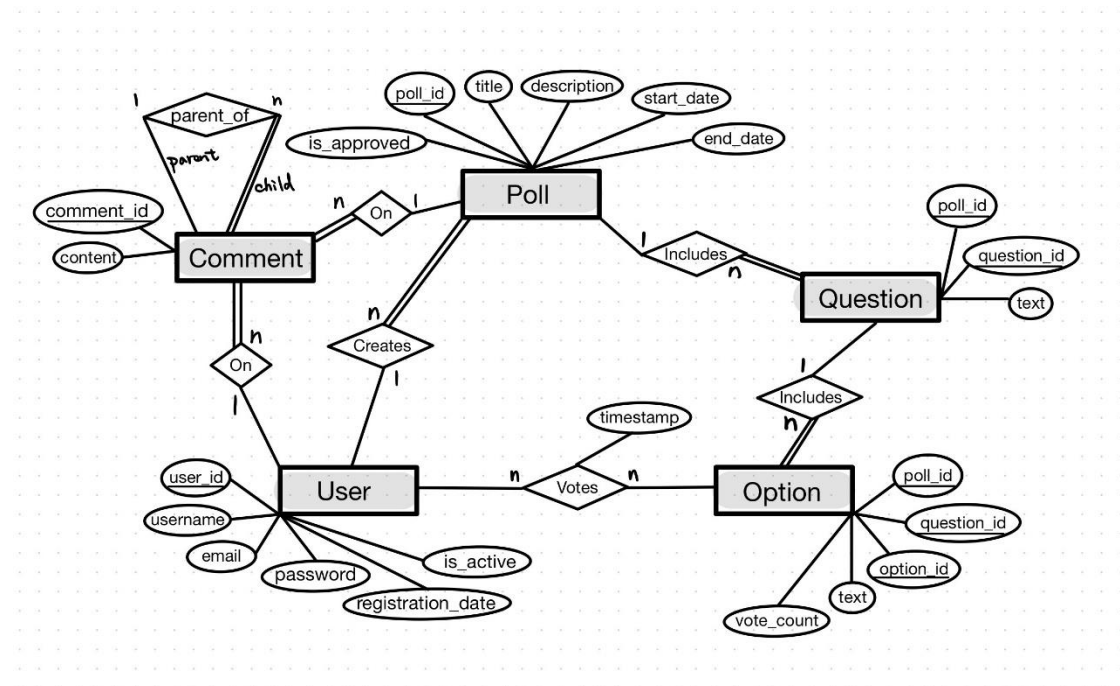 poll_id
title
description
start_date
end_date
is_approved
Poll
1
n
parent_of
parent
child
comment_id
content
Comment
n
On
1
1
Includes
n
poll_id
question_id
text
Question
n
On
1
n
Creates
1
1
Includes
n
timestamp
n
Votes
n
User
user_id
username
email
password
registration_date
is_active
Option
poll_id
question_id
option_id
text
vote_count